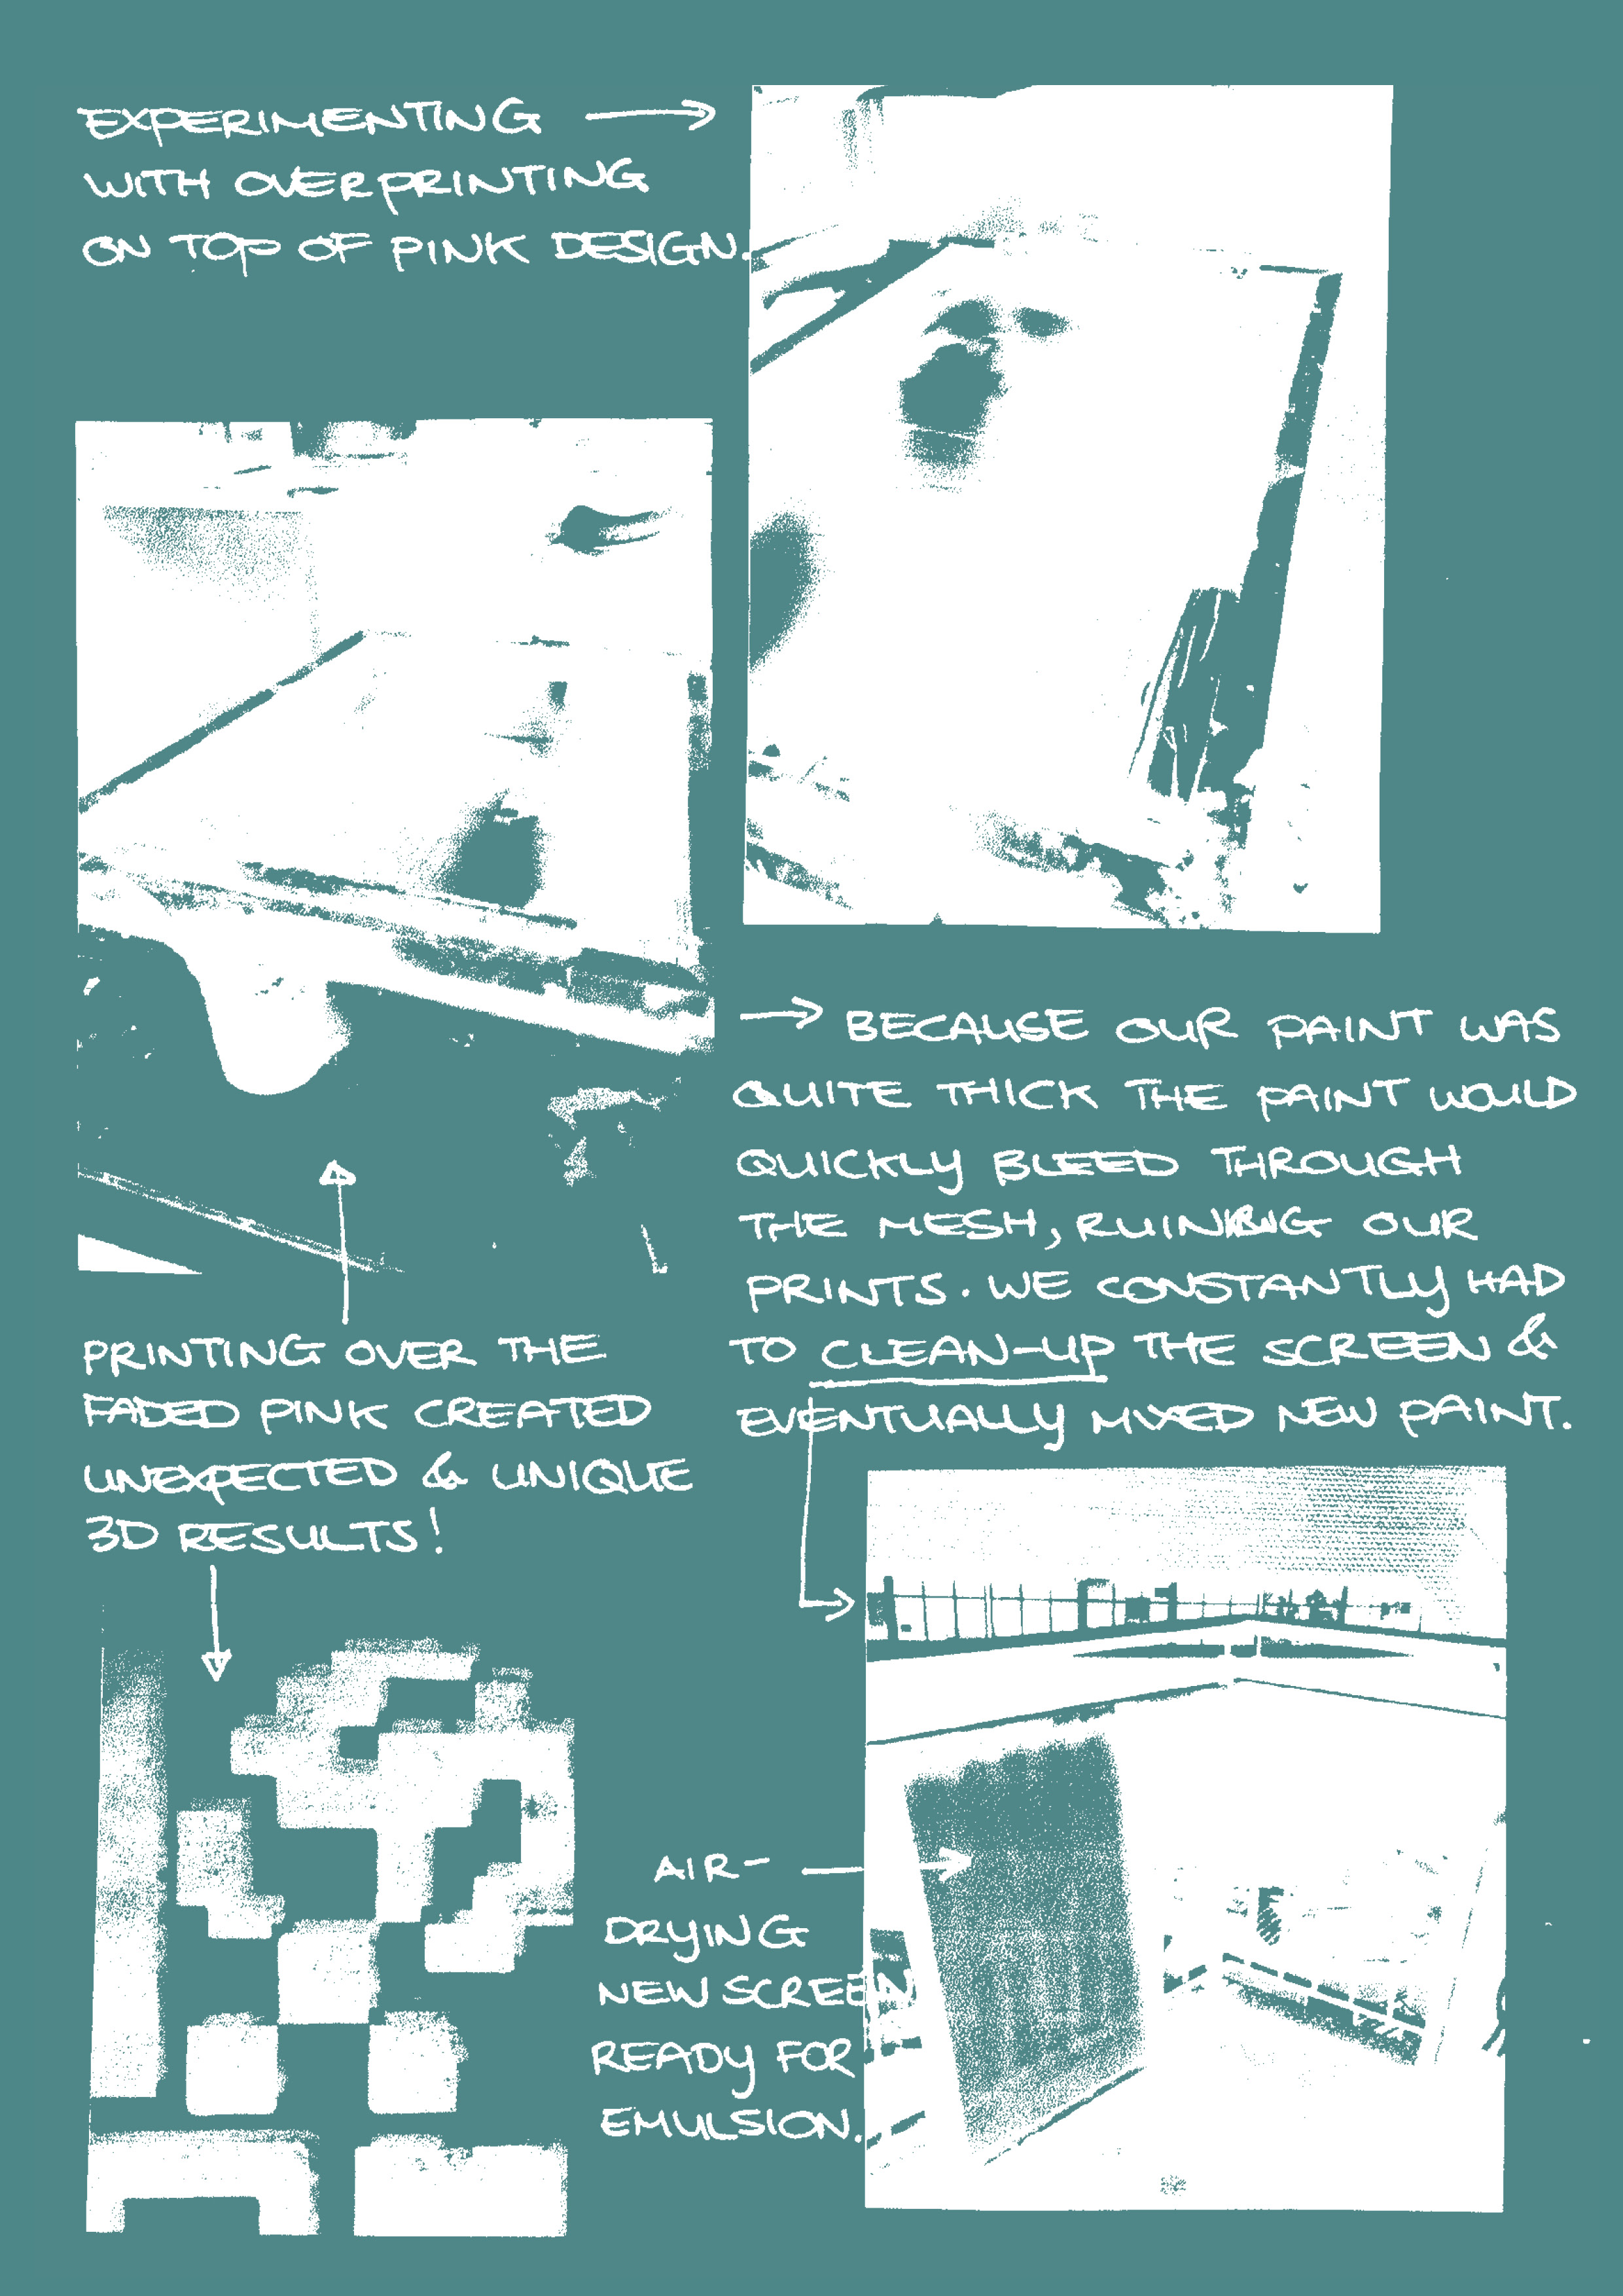 EXPERIMENTING
WITH OVERPRINTING
ON TOP OF PINK DESIGN.
→ BECAUSE OUR PAINT WAS
QUITE THICK THE PAINT WOULD
QUICKLY BLEED THROUGH
THE MESH, RUINING OUR
PRINTS. WE CONSTANTLY HAD
TO CLEAN-UP THE SCREEN &
EVENTUALLY MIXED NEW PAINT.
PRINTING OVER THE
FADED PINK CREATED
UNEXPECTED & UNIQUE
3D RESULTS!
AIR-
DRYING
NEW SCREEN
READY FOR
EMULSION.